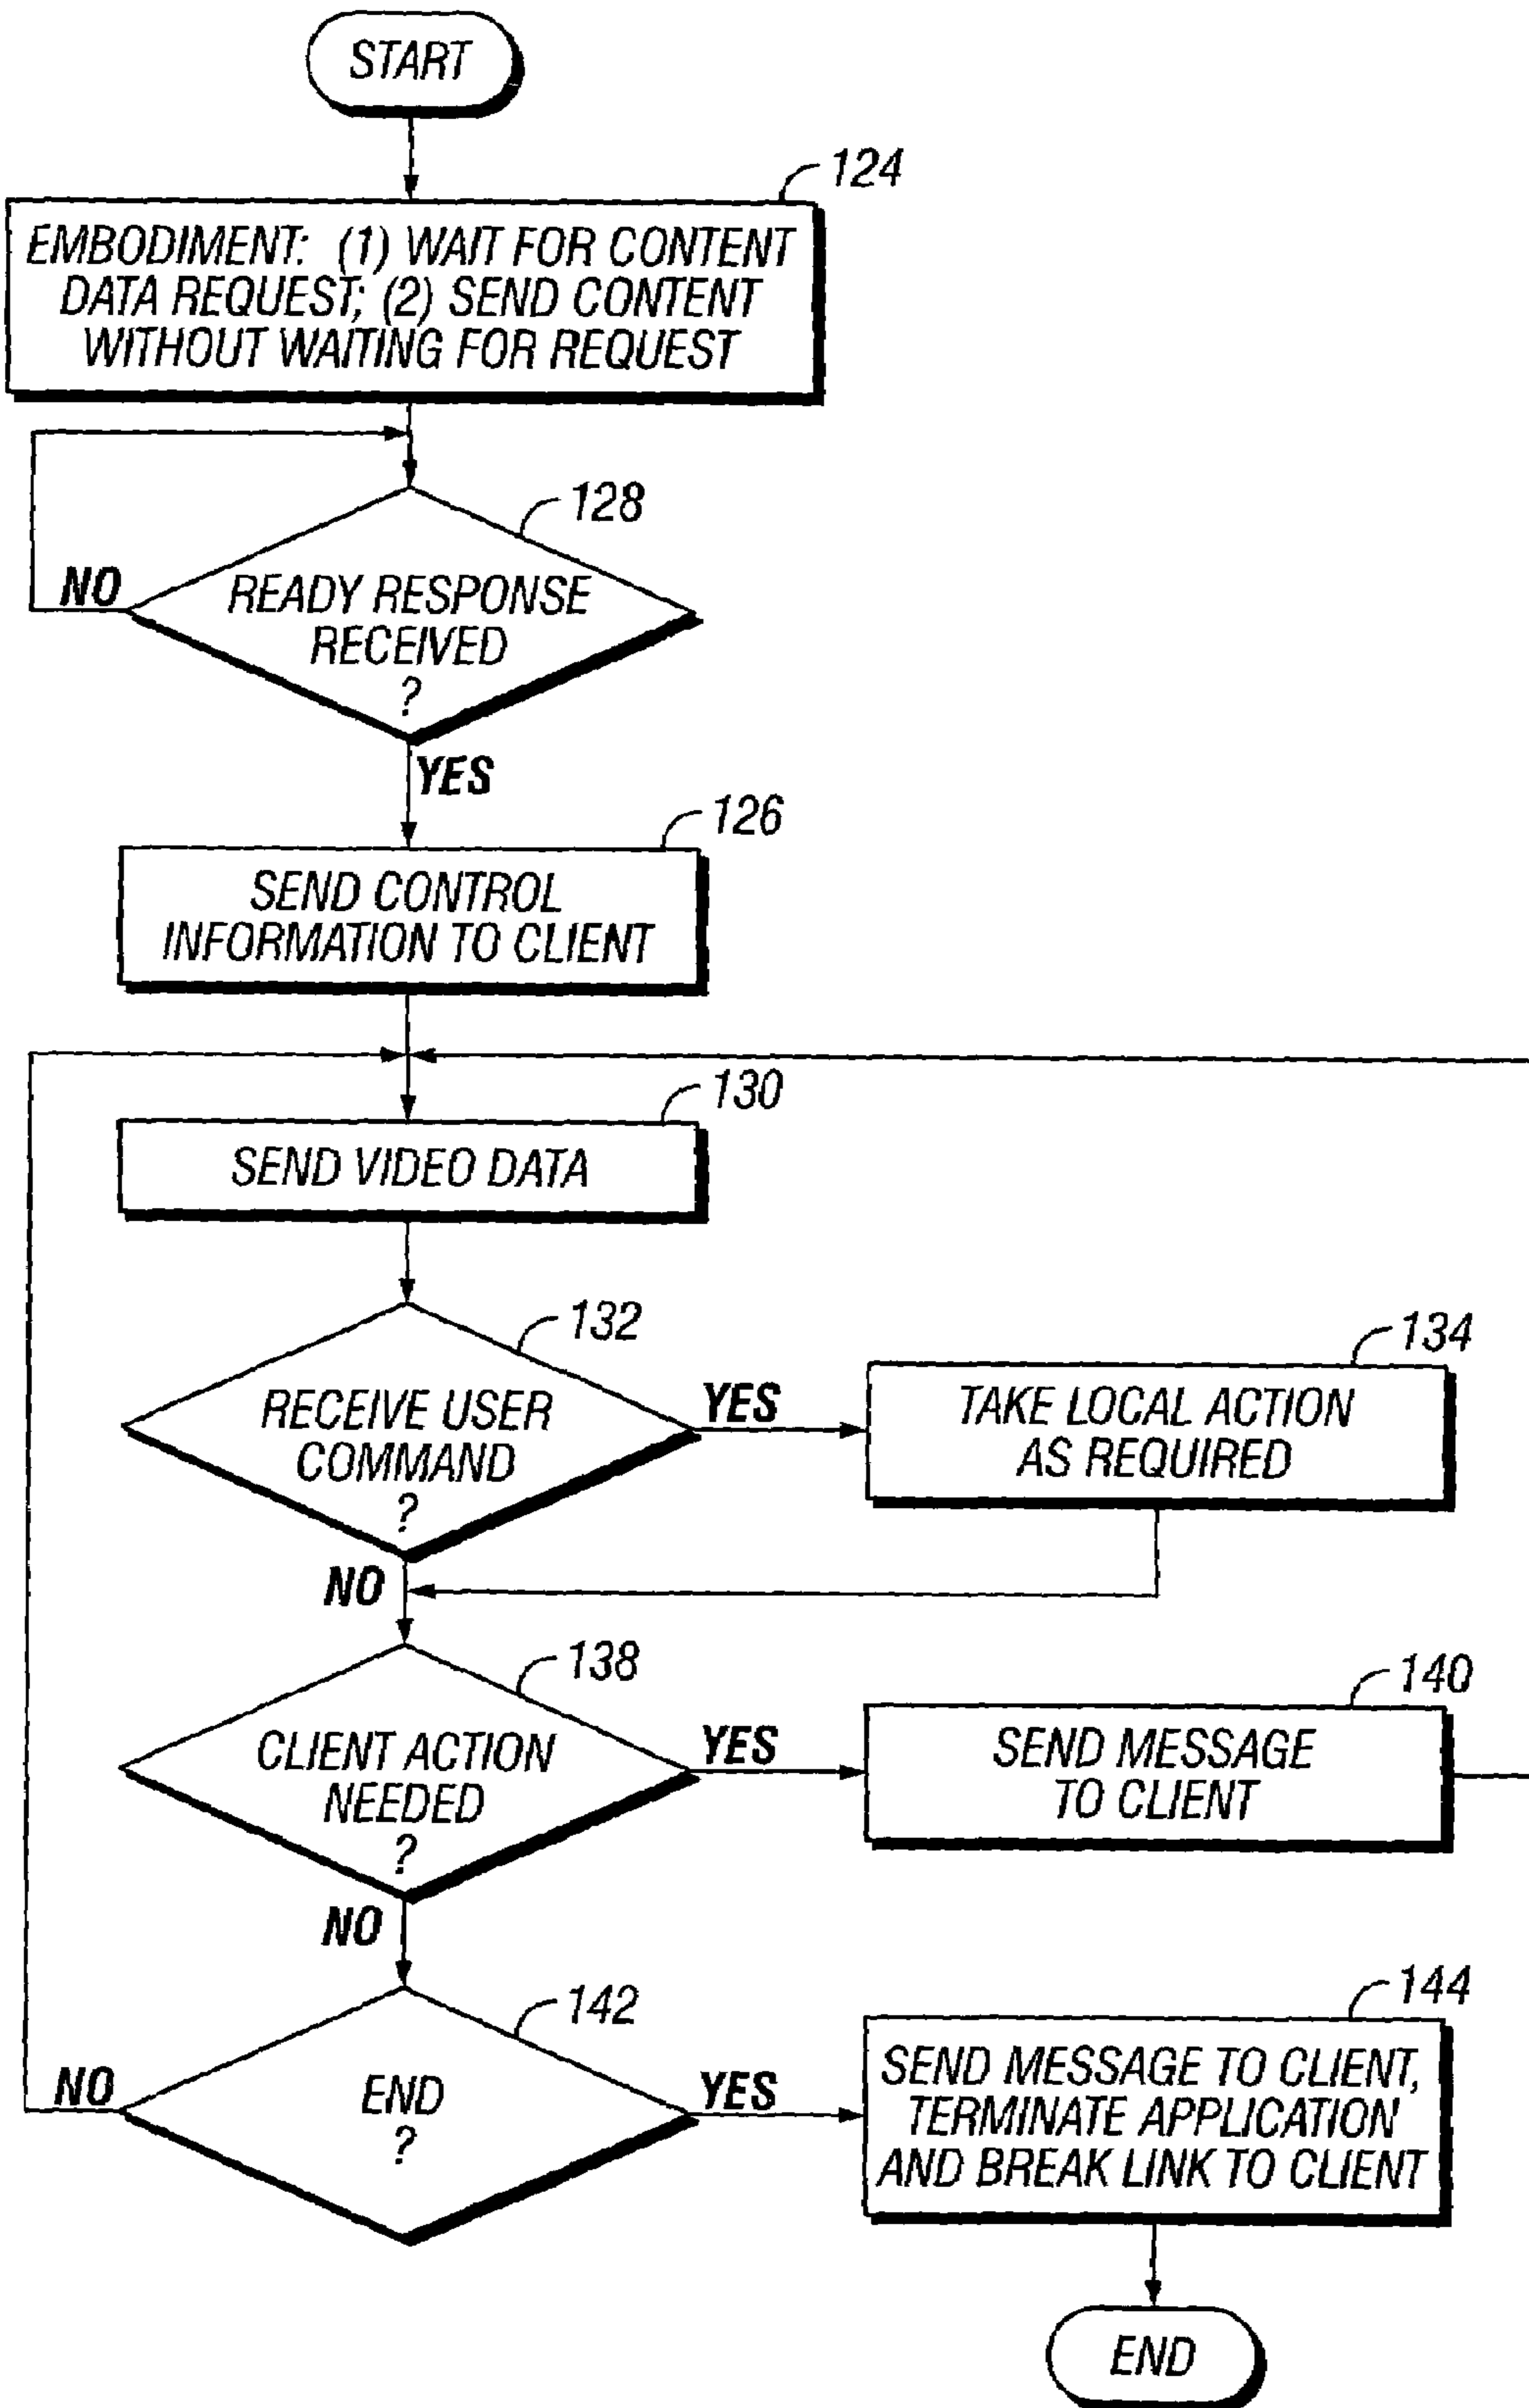 START
124
EMBODIMENT: (1) WAIT FOR CONTENT
DATA REQUEST; (2) SEND CONTENT
WITHOUT WAITING FOR REQUEST
128
NO
READY RESPONSE
RECEIVED
?
YES
126
SEND CONTROL
INFORMATION TO CLIENT
130
SEND VIDEO DATA
132
RECEIVE USER
COMMAND
?
YES
134
TAKE LOCAL ACTION
AS REQUIRED
NO
138
CLIENT ACTION
NEEDED
?
YES
140
SEND MESSAGE
TO CLIENT
NO
142
NO
END
?
YES
144
SEND MESSAGE TO CLIENT,
TERMINATE APPLICATION
AND BREAK LINK TO CLIENT
END